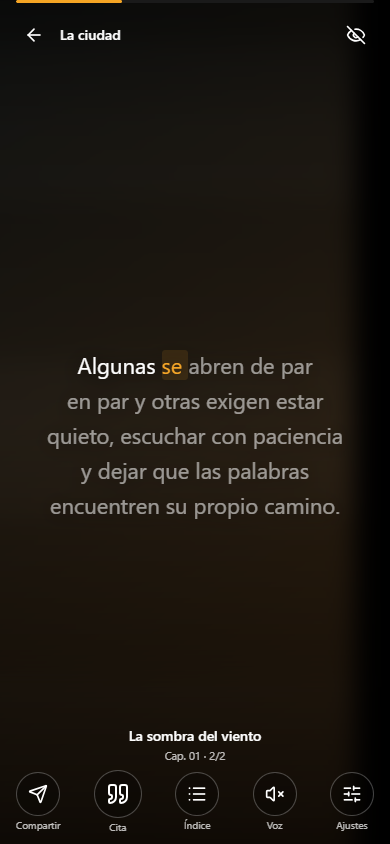 La ciudad
Algunas se abren de par
en par y otras exigen estar
quieto, escuchar con paciencia
y dejar que las palabras
encuentren su propio camino.
La sombra del viento
Cap. 01 · 2/2
Compartir
Cita
Índice
Voz
Ajustes